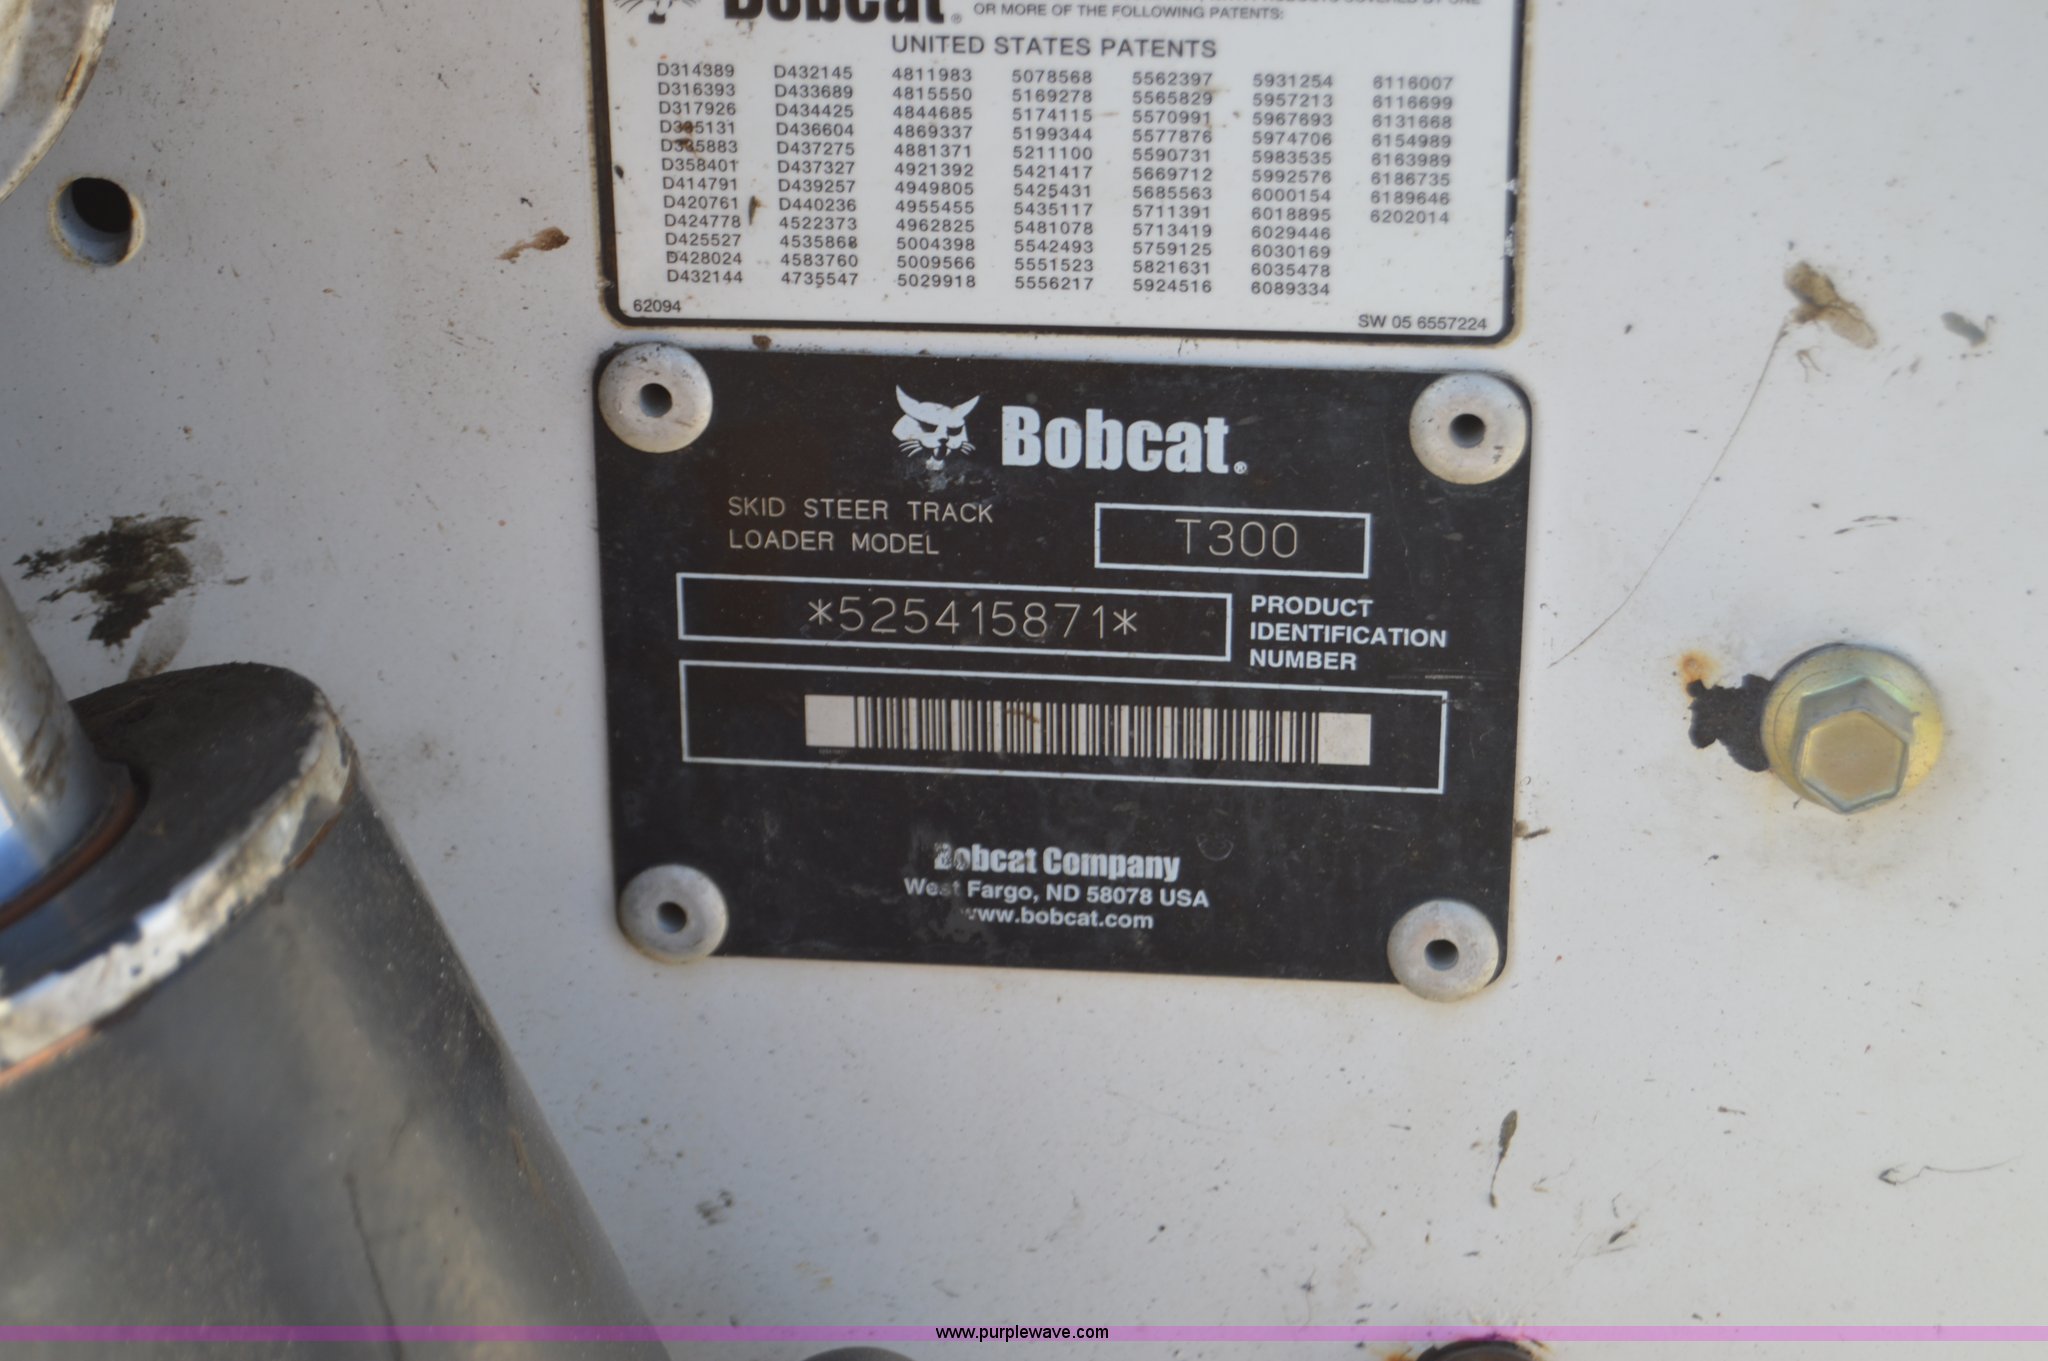 Bobcat®
OR MORE OF THE FOLLOWING PATENTS:
UNITED STATES PATENTS
D314389 D432145 4811983 5078568 5562397 5931254 6116007
D316393 D433689 4815550 5169278 5565829 5957213 6116699
D317926 D434425 4844685 5174115 5570991 5967693 6131668
D335131 D436604 4869337 5199344 5577876 5974706 6154989
D335883 D437275 4881371 5211100 5590731 5983535 6163989
D358401 D437327 4921392 5421417 5669712 5992576 6186735
D414791 D439257 4949805 5425431 5685563 6000154 6189646
D420761 D440236 4955455 5435117 5711391 6018895 6202014
D424778 4522373 4962825 5481078 5713419 6029446
D425527 4535868 5004398 5542493 5759125 6030169
D428024 4583760 5009566 5551523 5821631 6035478
D432144 4735547 5029918 5556217 5924516 6089334
62094 SW 05 6557224
Bobcat®
SKID STEER TRACK
LOADER MODEL T300
*525415871* PRODUCT
IDENTIFICATION
NUMBER
Bobcat Company
West Fargo, ND 58078 USA
www.bobcat.com
www.purplewave.com